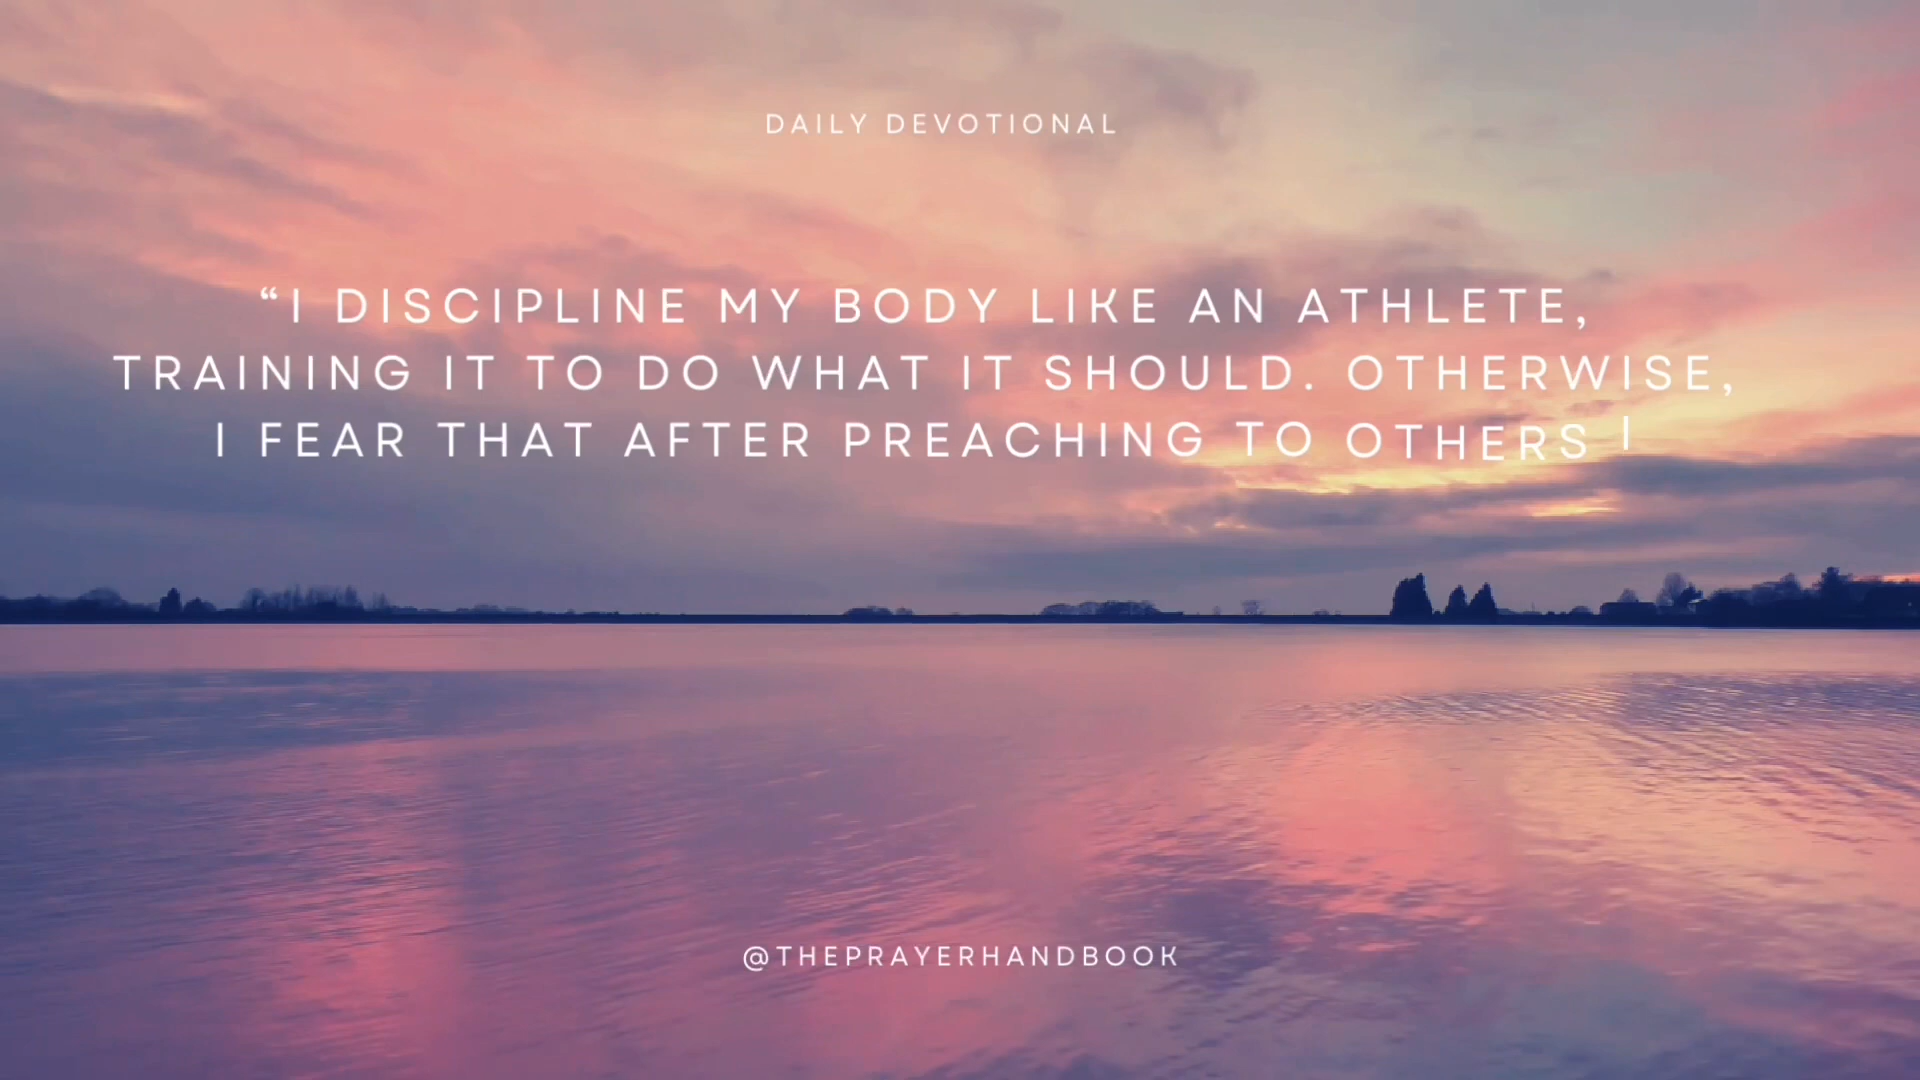 DAILY DEVOTIONAL
“I DISCIPLINE MY BODY LIKE AN ATHLETE,
TRAINING IT TO DO WHAT IT SHOULD. OTHERWISE,
I FEAR THAT AFTER PREACHING TO OTHERS I
@THEPRAYERHANDBOOK